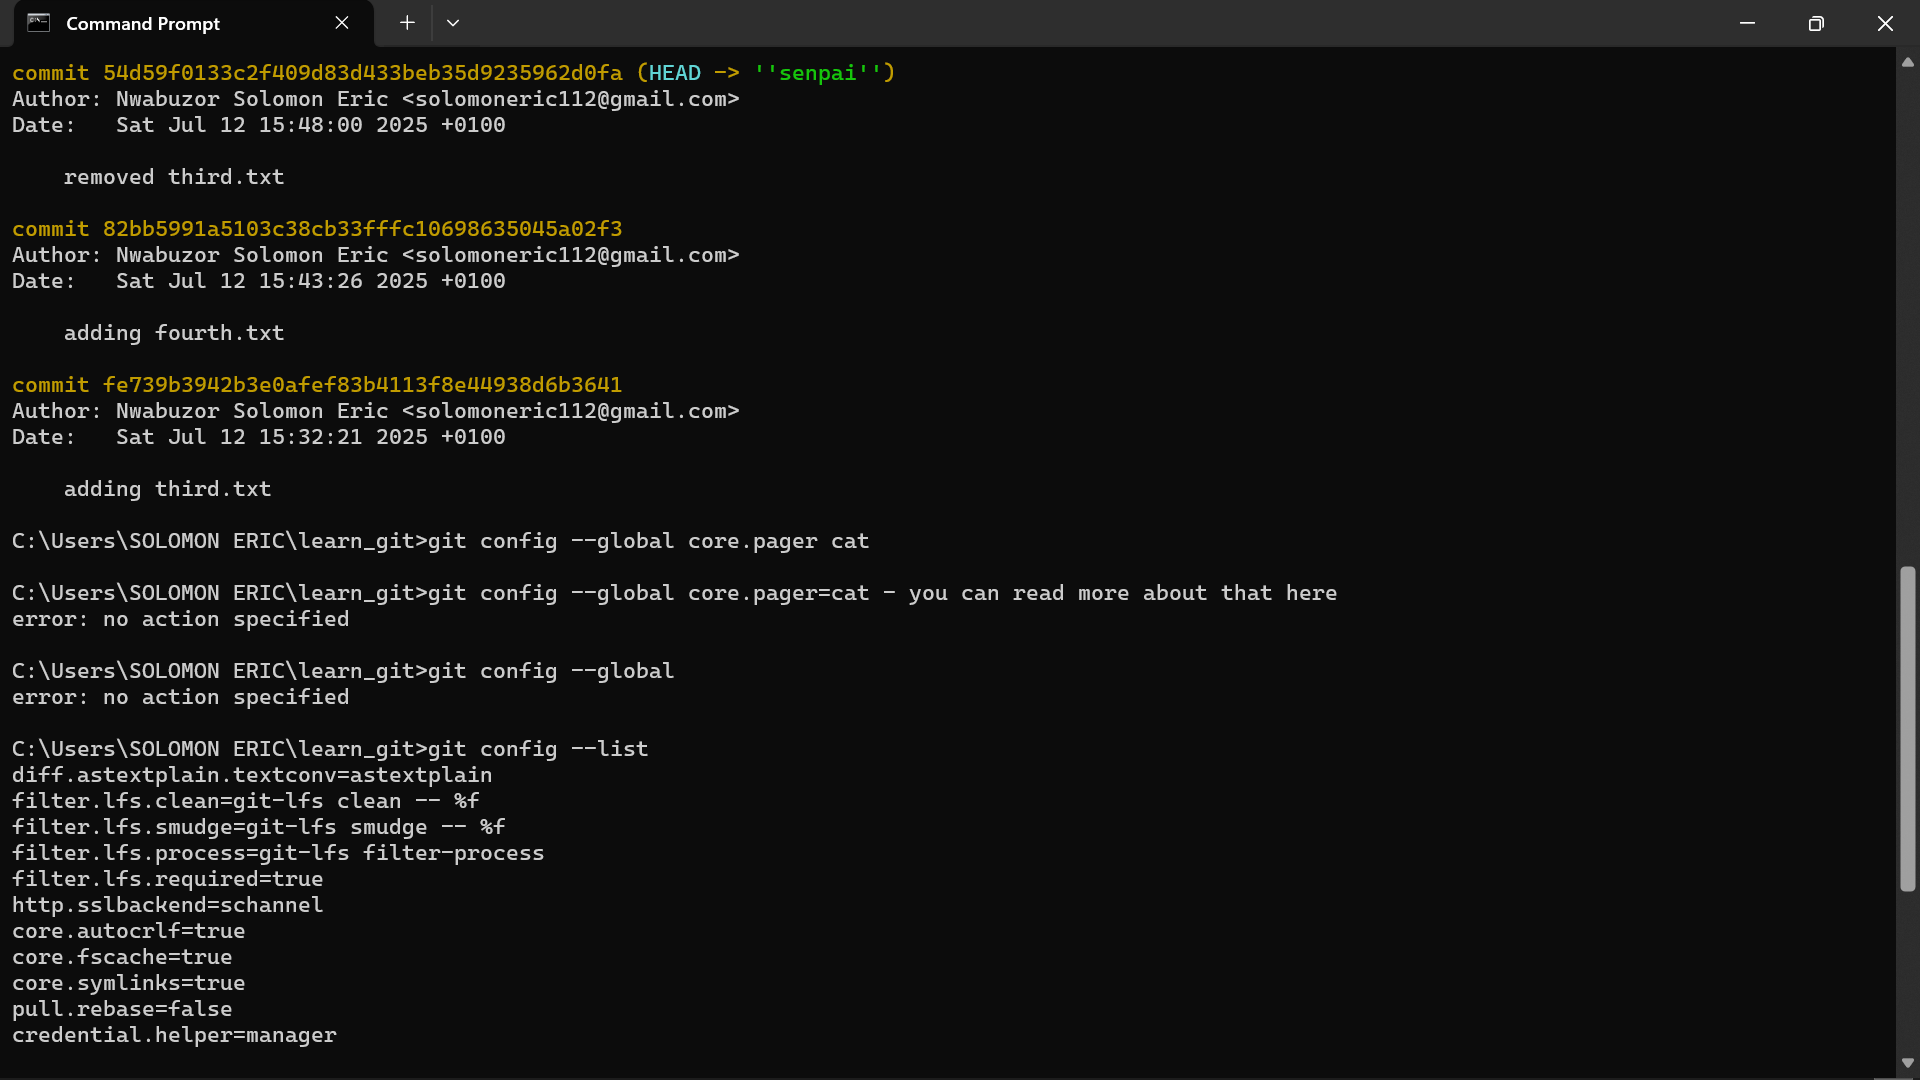 Command Prompt
commit 54d59f0133c2f409d83d433beb35d9235962d0fa (HEAD -> ''senpai'')
Author: Nwabuzor Solomon Eric <solomoneric112@gmail.com>
Date:   Sat Jul 12 15:48:00 2025 +0100
    removed third.txt
commit 82bb5991a5103c38cb33fffc10698635045a02f3
Author: Nwabuzor Solomon Eric <solomoneric112@gmail.com>
Date:   Sat Jul 12 15:43:26 2025 +0100
    adding fourth.txt
commit fe739b3942b3e0afef83b4113f8e44938d6b3641
Author: Nwabuzor Solomon Eric <solomoneric112@gmail.com>
Date:   Sat Jul 12 15:32:21 2025 +0100
    adding third.txt
C:\Users\SOLOMON ERIC\learn_git>git config --global core.pager cat
C:\Users\SOLOMON ERIC\learn_git>git config --global core.pager=cat - you can read more about that here
error: no action specified
C:\Users\SOLOMON ERIC\learn_git>git config --global
error: no action specified
C:\Users\SOLOMON ERIC\learn_git>git config --list
diff.astextplain.textconv=astextplain
filter.lfs.clean=git-lfs clean -- %f
filter.lfs.smudge=git-lfs smudge -- %f
filter.lfs.process=git-lfs filter-process
filter.lfs.required=true
http.sslbackend=schannel
core.autocrlf=true
core.fscache=true
core.symlinks=true
pull.rebase=false
credential.helper=manager